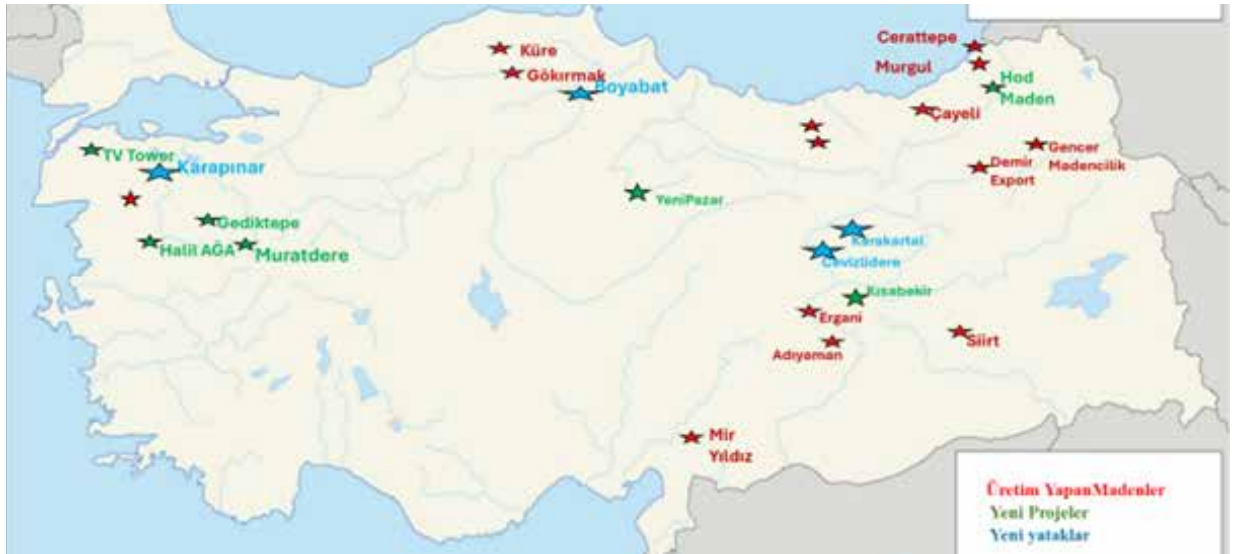 Küre
Gökırmak
Boyabat
Cerattepe
Murgul
Hod
Maden
Çayeli
Gencer
Madencilik
Demir
Export
TV Tower
Karapınar
Gediktepe
Halil AĞA
Muratdere
YeniPazar
Karakartal
Cevizlidere
Kısabekir
Ergani
Adıyaman
Siirt
Mir
Yıldız
Üretim YapanMadenler
Yeni Projeler
Yeni yataklar